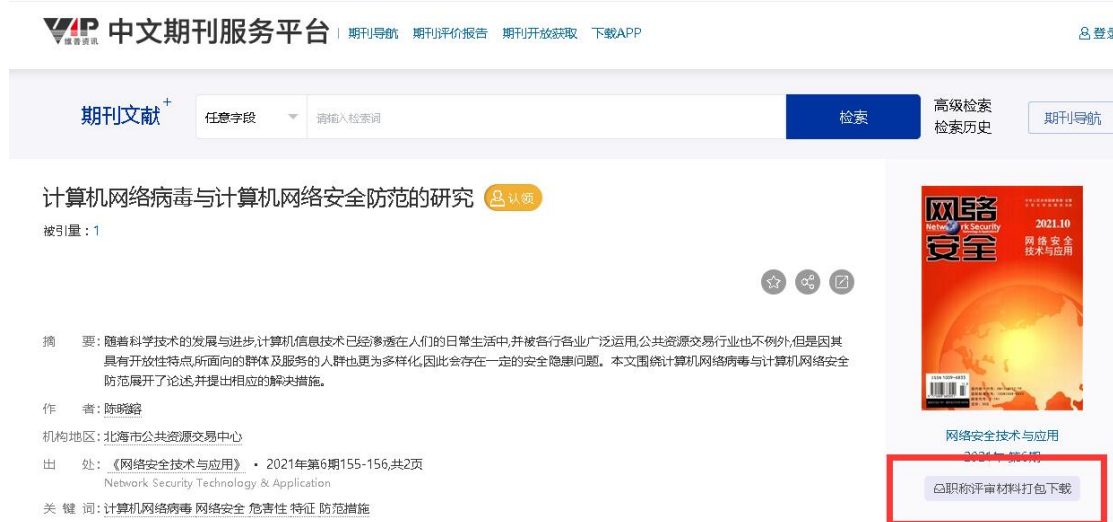 VIP 维普资讯 中文期刊服务平台 期刊导航 期刊评价报告 期刊开放获取 下载APP 登录
期刊文献+ 任意字段 请输入检索词 检索 高级检索 期刊导航
检索历史
计算机网络病毒与计算机网络安全防范的研究 认领
被引量:1
摘 要:随着科学技术的发展与进步,计算机信息技术已经渗透在人们的日常生活中,并被各行各业广泛运用,公共资源交易行业也不例外,但是因其
具有开放性特点,所面向的群体及服务的人群也更为多样化,因此会存在一定的安全隐患问题。本文围绕计算机网络病毒与计算机网络安全
防范展开了论述,并提出相应的解决措施。
作 者:陈晓镕
机构地区:北海市公共资源交易中心
出 处:《网络安全技术与应用》 • 2021年第6期155-156,共2页
Network Security Technology & Application
关 键 词:计算机网络病毒 网络安全 危害性 特征 防范措施
网络
Network Security
安全
2021.10
网络安全
技术与应用
网络安全技术与应用
2021年 第6期
职称评审材料打包下载